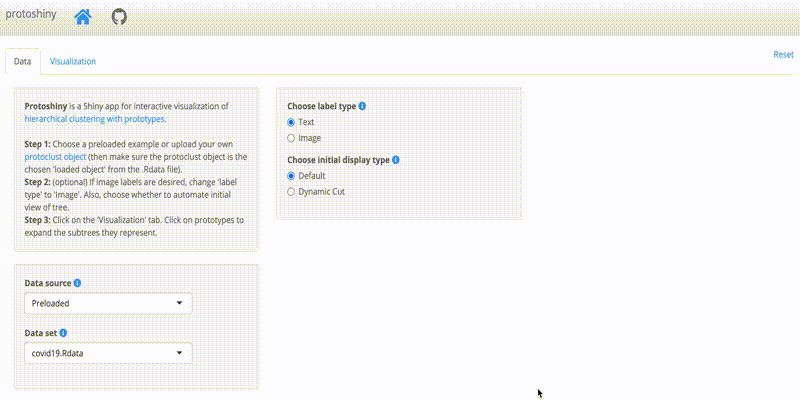 protoshiny
Data
Visualization
Reset
Protoshiny is a Shiny app for interactive visualization of
hierarchical clustering with prototypes.
Step 1: Choose a preloaded example or upload your own
protoclust object (then make sure the protoclust object is the
chosen 'loaded object' from the .Rdata file).
Step 2: (optional) If image labels are desired, change 'label
type' to 'Image'. Also, choose whether to automate initial
view of tree.
Step 3: Click on the 'Visualization' tab. Click on prototypes to
expand the subtrees they represent.
Choose label type
Text
Image
Choose initial display type
Default
Dynamic Cut
Data source
Preloaded
Data set
covid19.Rdata